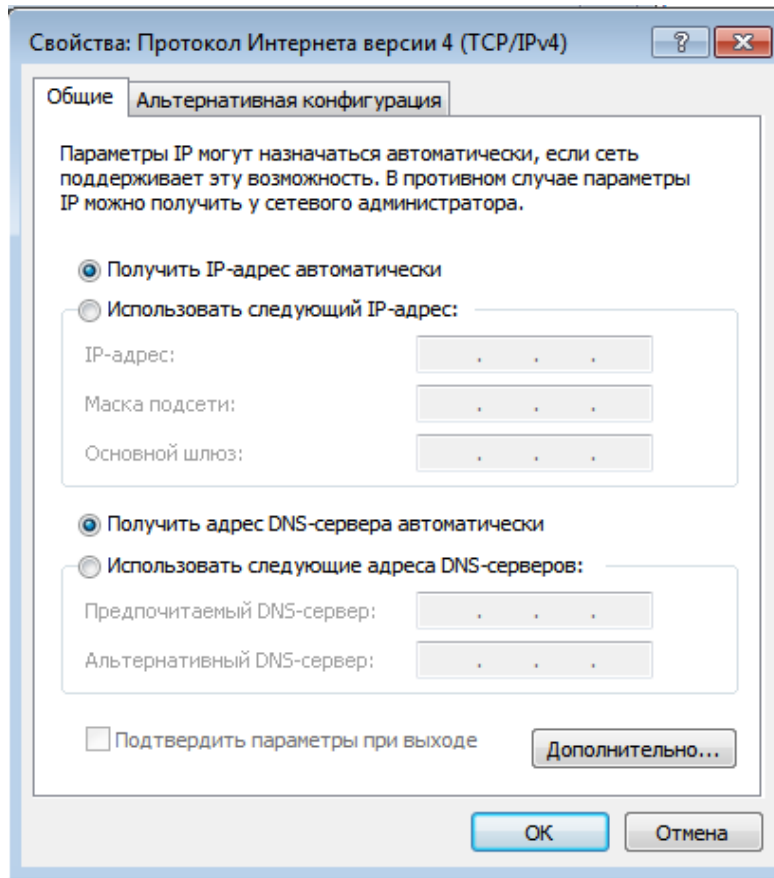 Свойства: Протокол Интернета версии 4 (TCP/IPv4)
Общие
Альтернативная конфигурация
Параметры IP могут назначаться автоматически, если сеть
поддерживает эту возможность. В противном случае параметры
IP можно получить у сетевого администратора.
Получить IP-адрес автоматически
Использовать следующий IP-адрес:
IP-адрес:
Маска подсети:
Основной шлюз:
Получить адрес DNS-сервера автоматически
Использовать следующие адреса DNS-серверов:
Предпочитаемый DNS-сервер:
Альтернативный DNS-сервер:
Подтвердить параметры при выходе
Дополнительно...
ОК
Отмена